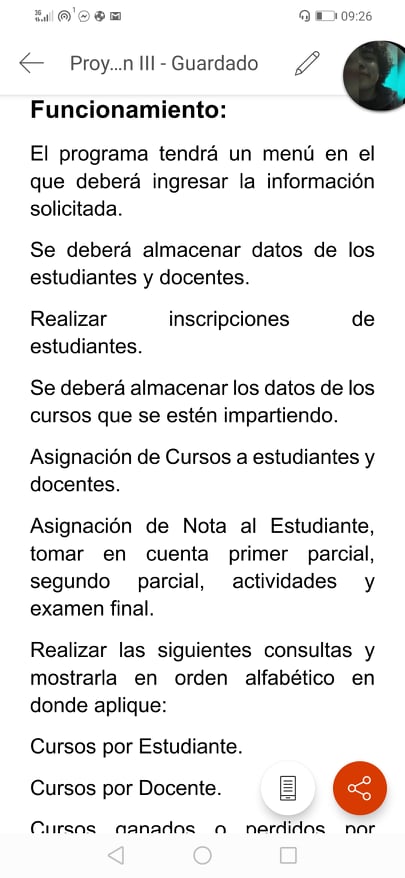 3G 1 09:26
Proy...n III - Guardado
Funcionamiento:
El programa tendrá un menú en el
que deberá ingresar la información
solicitada.
Se deberá almacenar datos de los
estudiantes y docentes.
Realizar inscripciones de
estudiantes.
Se deberá almacenar los datos de los
cursos que se estén impartiendo.
Asignación de Cursos a estudiantes y
docentes.
Asignación de Nota al Estudiante,
tomar en cuenta primer parcial,
segundo parcial, actividades y
examen final.
Realizar las siguientes consultas y
mostrarla en orden alfabético en
donde aplique:
Cursos por Estudiante.
Cursos por Docente.
Cursos ganados o perdidos por